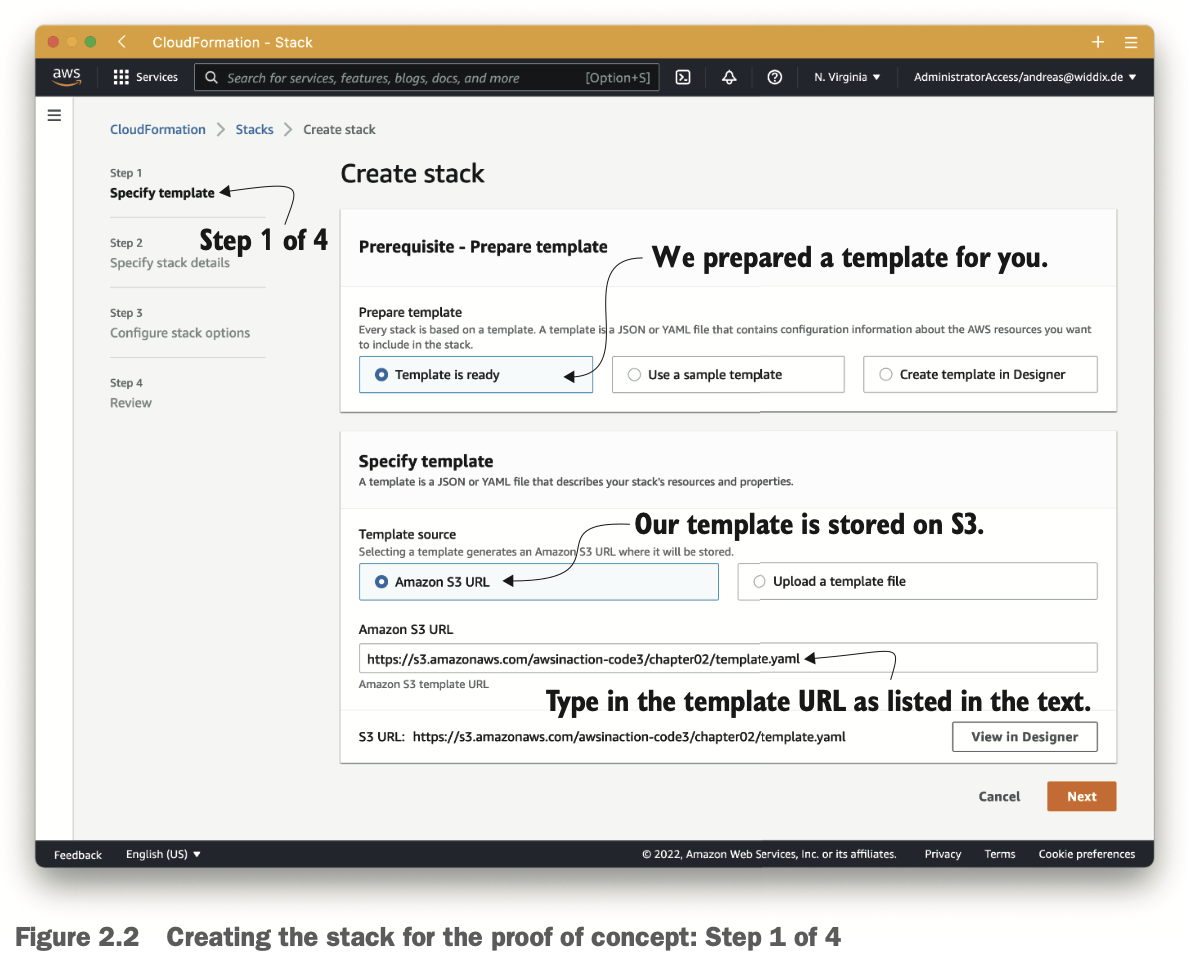 CloudFormation - Stack
aws
Services
Search for services, features, blogs, docs, and more
[Option+S]
N. Virginia
AdministratorAccess/andreas@widdix.de
CloudFormation
Stacks
Create stack
Step 1
Specify template
Step 1 of 4
Step 2
Specify stack details
Step 3
Configure stack options
Step 4
Review
Create stack
Prerequisite - Prepare template
We prepared a template for you.
Prepare template
Every stack is based on a template. A template is a JSON or YAML file that contains configuration information about the AWS resources you want
to include in the stack.
Template is ready
Use a sample template
Create template in Designer
Specify template
A template is a JSON or YAML file that describes your stack's resources and properties.
Our template is stored on S3.
Template source
Selecting a template generates an Amazon S3 URL where it will be stored.
Amazon S3 URL
Upload a template file
Amazon S3 URL
https://s3.amazonaws.com/awsinaction-code3/chapter02/template.yaml
Amazon S3 template URL
Type in the template URL as listed in the text.
S3 URL: https://s3.amazonaws.com/awsinaction-code3/chapter02/template.yaml
View in Designer
Cancel
Next
Feedback
English (US)
© 2022, Amazon Web Services, Inc. or its affiliates.
Privacy
Terms
Cookie preferences
Figure 2.2 Creating the stack for the proof of concept: Step 1 of 4